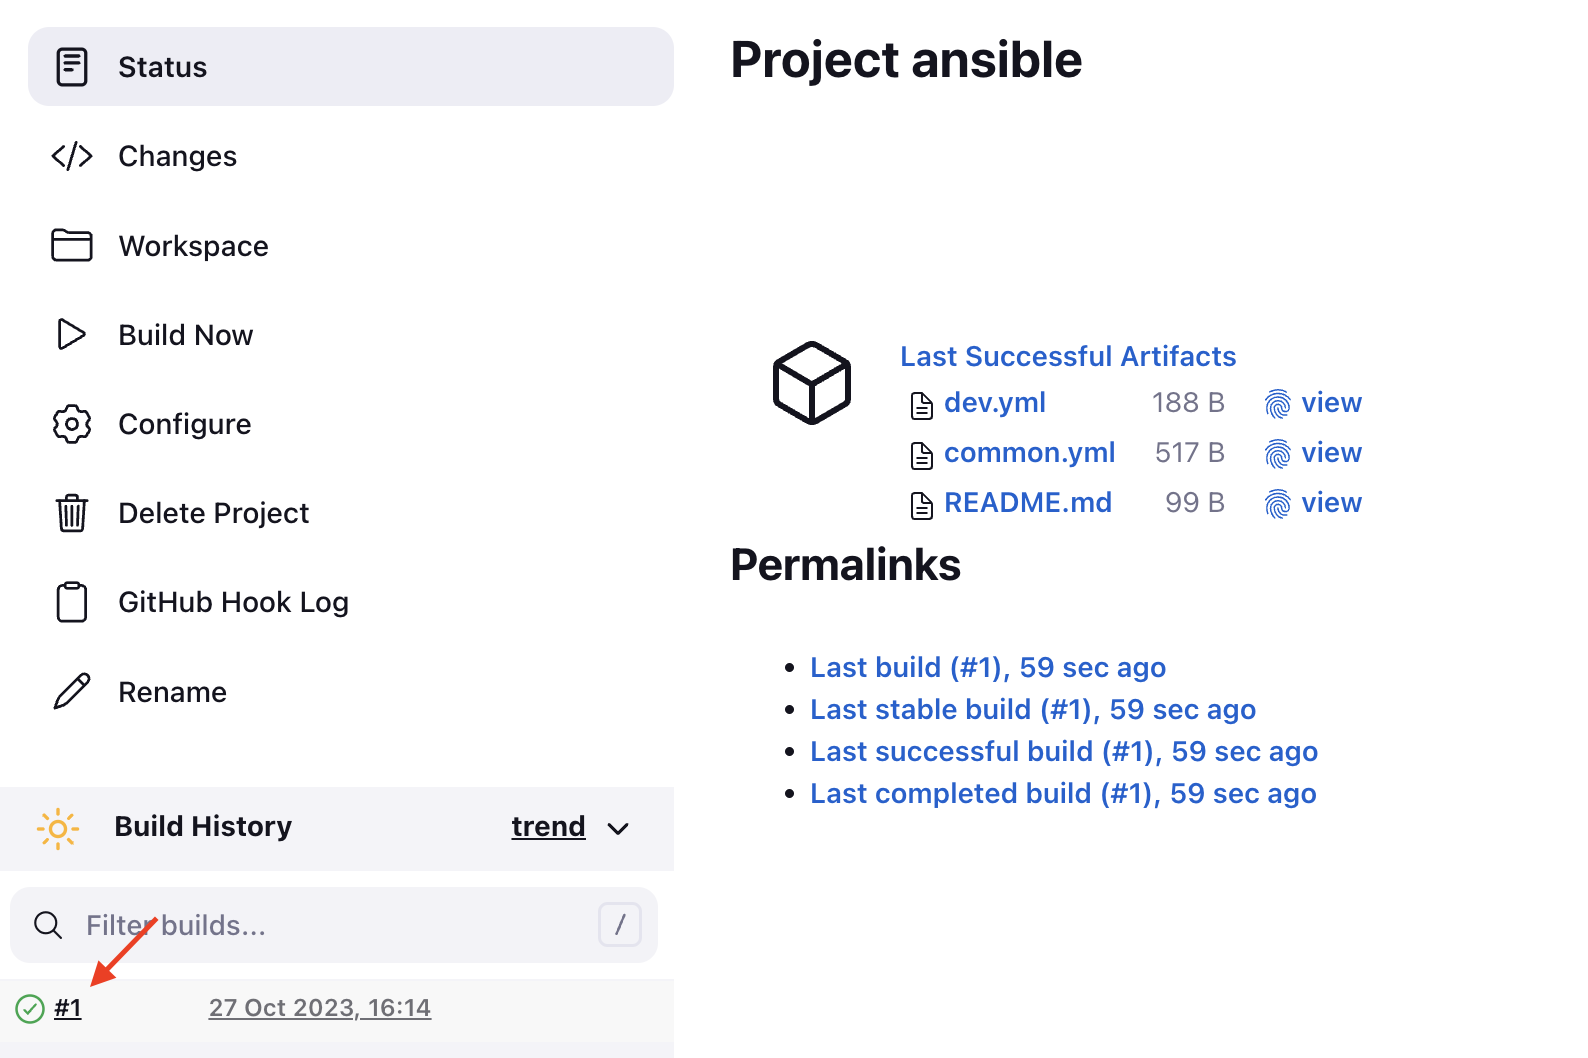 Status
Changes
Workspace
Build Now
Configure
Delete Project
GitHub Hook Log
Rename
Build History trend
Filter builds... /
#1 27 Oct 2023, 16:14
Project ansible
Last Successful Artifacts
dev.yml 188 B view
common.yml 517 B view
README.md 99 B view
Permalinks
Last build (#1), 59 sec ago
Last stable build (#1), 59 sec ago
Last successful build (#1), 59 sec ago
Last completed build (#1), 59 sec ago